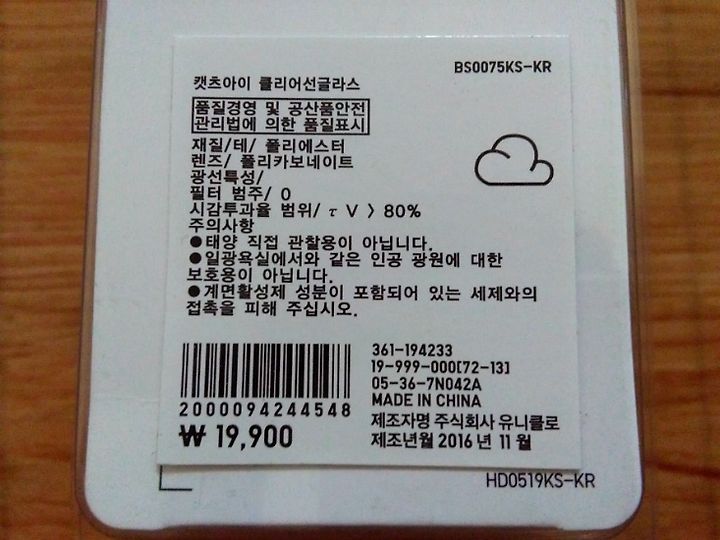 BS0075KS-KR
캣츠아이 클리어선글라스
품질경영 및 공산품안전
관리법에 의한 품질표시
재질/테/ 폴리에스터
렌즈/ 폴리카보네이트
광선특성/
필터 범주/ 0
시감투과율 범위/ τ V > 80%
주의사항
●태양 직접 관찰용이 아닙니다.
●일광욕실에서와 같은 인공 광원에 대한
보호용이 아닙니다.
●계면활성제 성분이 포함되어 있는 세제와의
접촉을 피해 주십시오.
2000094244548
₩ 19,900
361-194233
19-999-000[72-13]
05-36-7N042A
MADE IN CHINA
제조자명 주식회사 유니클로
제조년월 2016 년 11 월
HD0519KS-KR